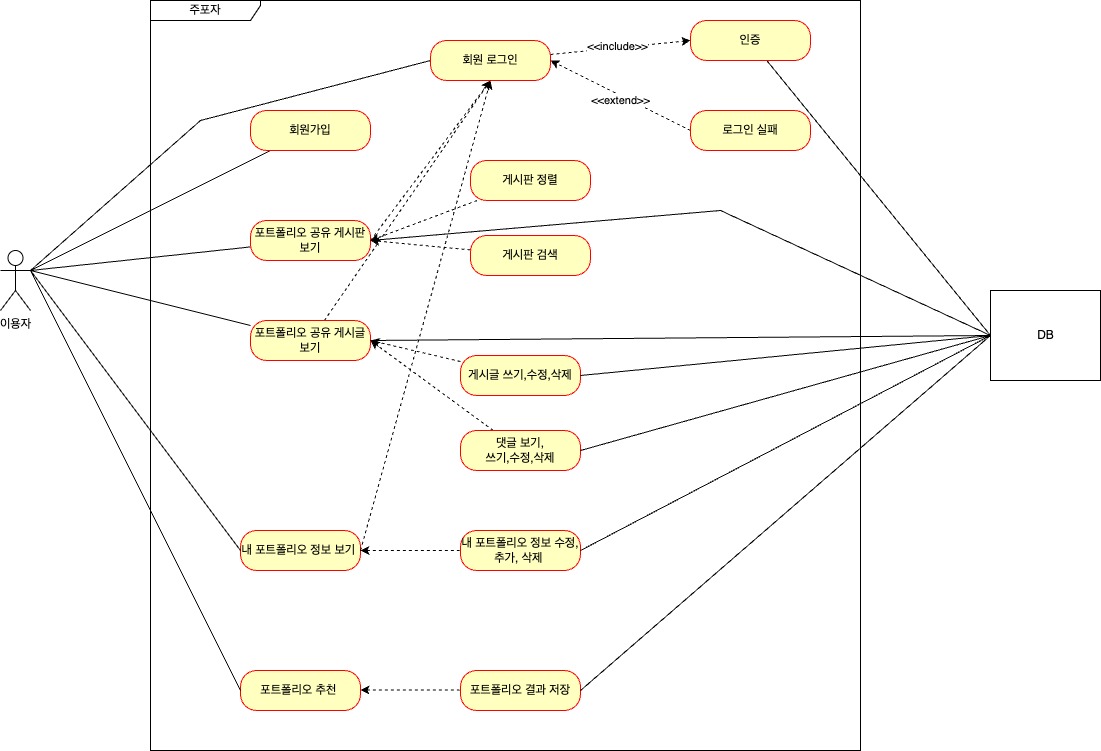 주포자
회원 로그인
<<include>>
인증
<<extend>>
회원가입
로그인 실패
게시판 정렬
포트폴리오 공유 게시판
보기
게시판 검색
이용자
포트폴리오 공유 게시글
보기
DB
게시글 쓰기,수정,삭제
댓글 보기,
쓰기,수정,삭제
내 포트폴리오 정보 보기
내 포트폴리오 정보 수정,
추가, 삭제
포트폴리오 추천
포트폴리오 결과 저장